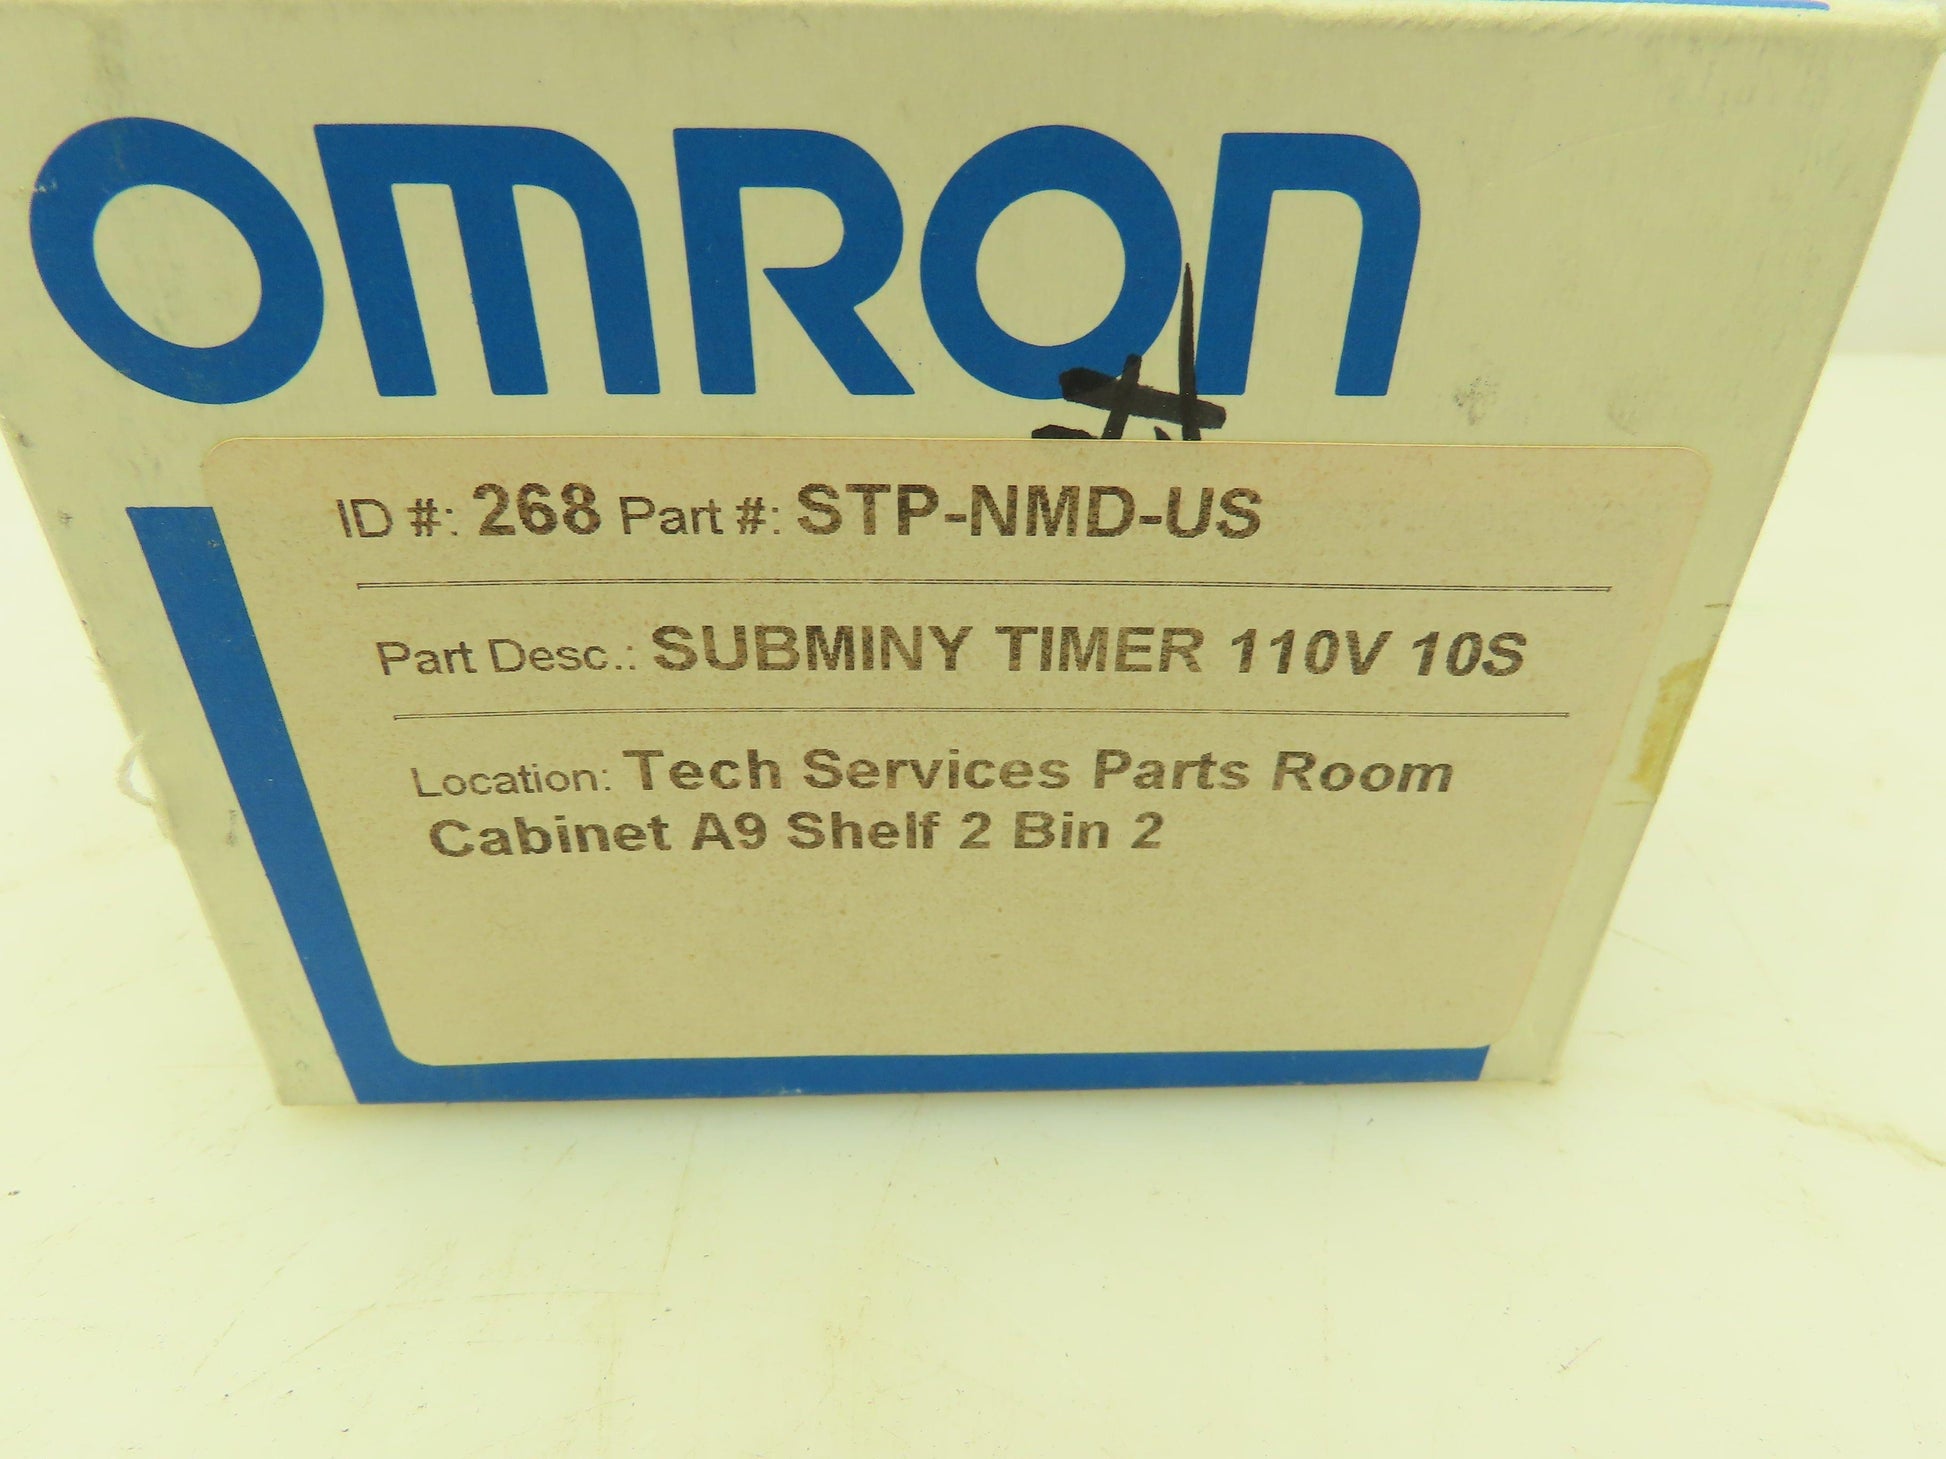 OMRON
ID #: 268 Part #: STP-NMD-US
Part Desc.: SUBMINY TIMER 110V 10S
Location: Tech Services Parts Room
Cabinet A9 Shelf 2 Bin 2